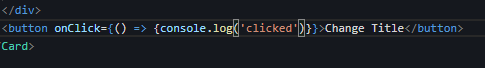 </div>
<button onClick={() => {console.log('clicked')}}>Change Title</button>
Card>